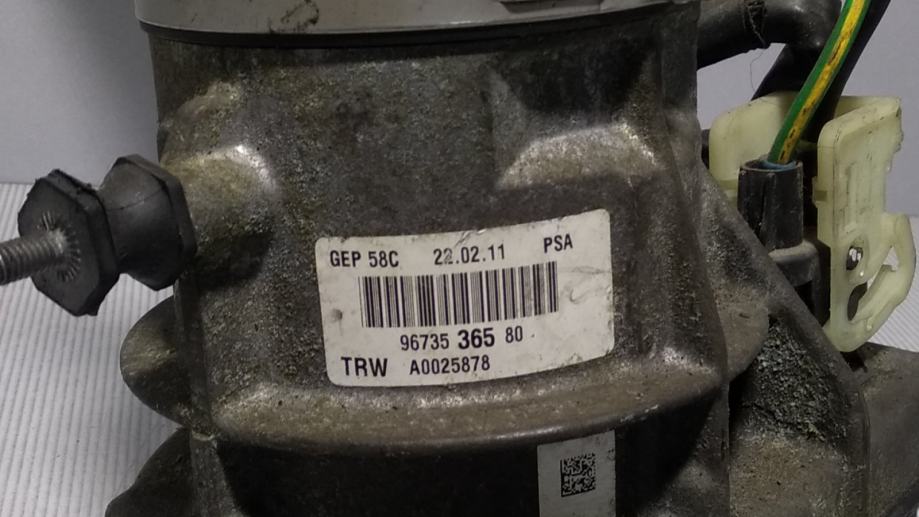 GEP 58C 22.02.11 PSA
96735 365 80
TRW A0025878